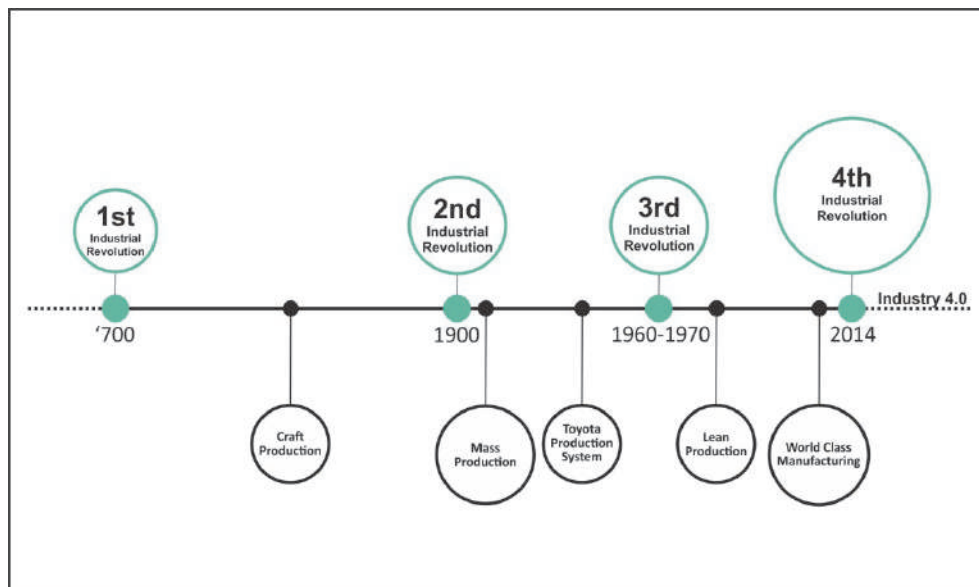 1st
Industrial
Revolution
2nd
Industrial
Revolution
3rd
Industrial
Revolution
4th
Industrial
Revolution
Industry 4.0
‘700
1900
1960-1970
2014
Craft
Production
Mass
Production
Toyota
Production
System
Lean
Production
World Class
Manufacturing